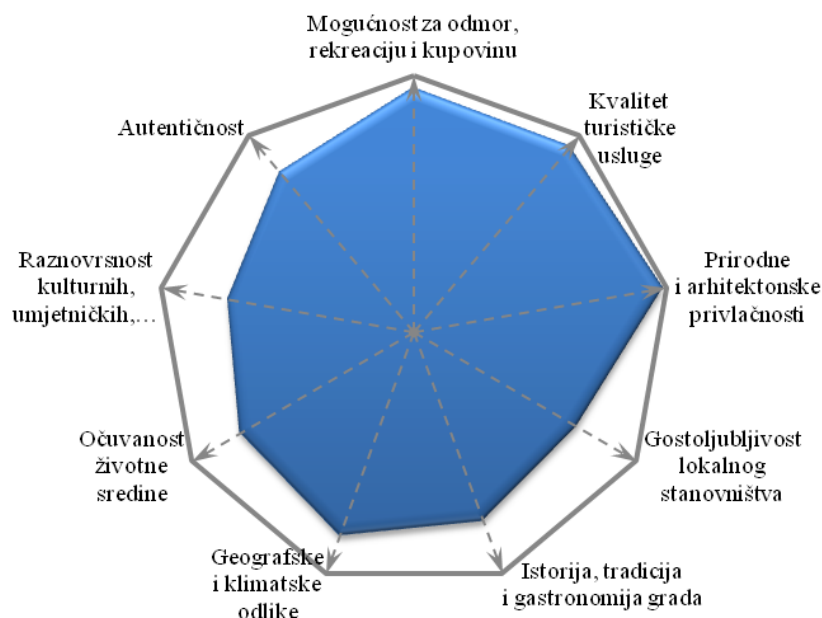 Mogućnost za odmor,
rekreaciju i kupovinu
Kvalitet
turističke
usluge
Prirodne
i arhitektonske
privlačnosti
Gostoljubljivost
lokalnog
stanovništva
Istorija, tradicija
i gastronomija grada
Geografske
i klimatske
odlike
Očuvanost
životne
sredine
Raznovrsnost
kulturnih,
umjetničkih,…
Autentičnost